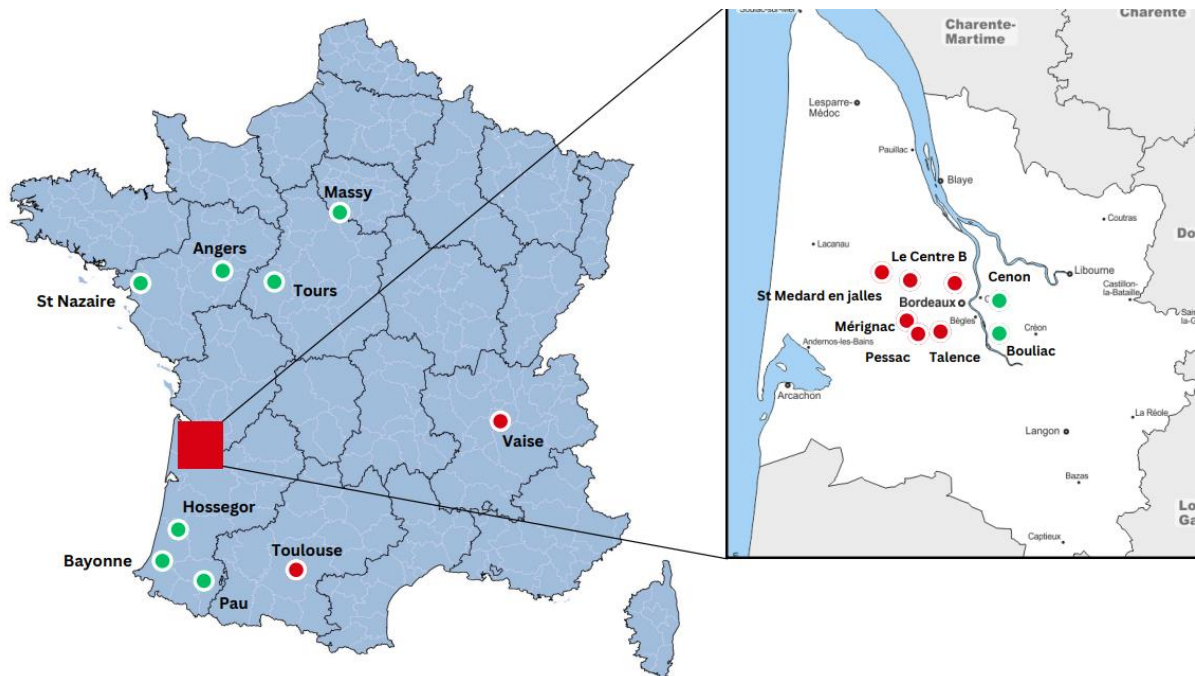 Massy
Angers
St Nazaire
Tours
Vaise
Hossegor
Bayonne
Toulouse
Pau
Charente-
Martime
Charente
Lesparre-
Médoc
Pauillac
Blaye
Coutras
Lacanau
Le Centre B
Cenon
Libourne
St Medard en jalles
Castillon-
la-Bataille
Bordeaux
Bègles
Créon
Mérignac
Andernos-les-Bains
Pessac
Talence
Bouliac
Arcachon
La Réole
Langon
Bazas
Captieux